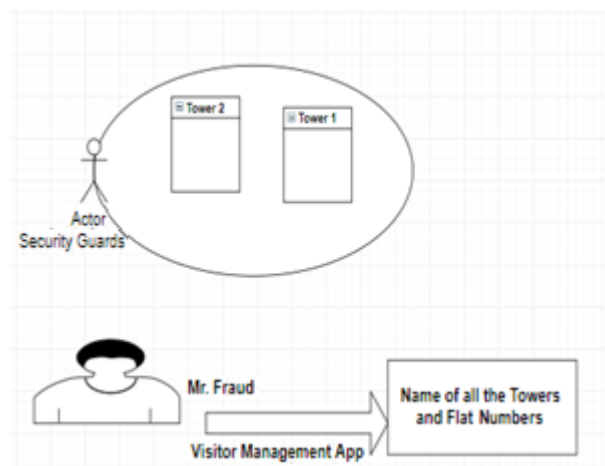 Tower 2
Tower 1
Actor
Security Guards
Mr. Fraud
Visitor Management App
Name of all the Towers
and Flat Numbers